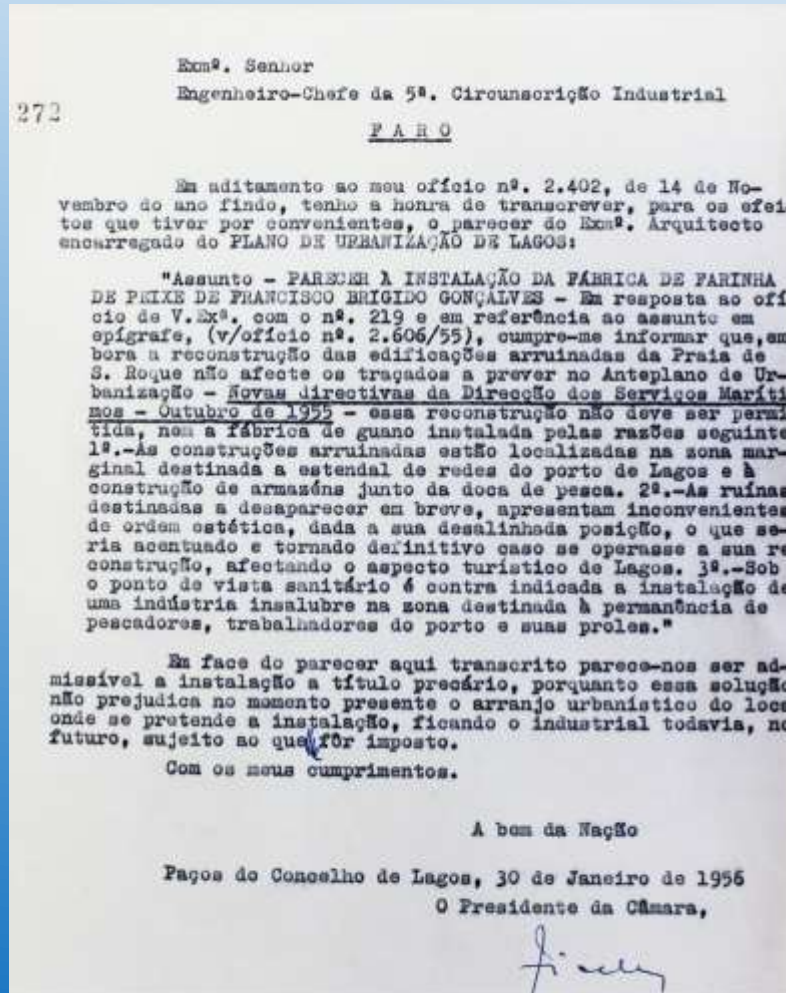 Exmº. Senhor
Engenheiro-Chefe da 5ª. Circunscrição Industrial
272
F A R O
Em aditamento ao meu ofício nº. 2.402, de 14 de No-
vembro do ano findo, tenho a honra de transcrever, para os efei
tos que tiver por convenientes, o parecer do Exmº. Arquitecto
encarregado do PLANO DE URBANIZAÇÃO DE LAGOS:
"Assunto - PARECER À INSTALAÇÃO DA FÁBRICA DE FARINHA
DE PEIXE DE FRANCISCO BRIGIDO GONÇALVES - Em resposta ao ofí
cio de V.Exª. com o nº. 219 e em referência ao assunto em
epígrafe, (v/ofício nº. 2.606/55), cumpre-me informar que,em
bora a reconstrução das edificações arruinadas da Praia de
S. Roque não afecte os traçados a prever no Anteplano de Ur-
banização - Novas directivas da Direcção dos Serviços Maríti
mos - Outubro de 1955 - essa reconstrução não deve ser permi
tida, nem a fábrica de guano instalada pelas razões seguinte
1º.-As construções arruinadas estão localizadas na zona mar-
ginal destinada a estendal de redes do porto de Lagos e à
construção de armazéns junto da doca de pesca. 2º.-As ruínas
destinadas a desaparecer em breve, apresentam inconvenientes
de ordem estética, dada a sua desalinhada posição, o que se-
ria acentuado e tornado definitivo caso se operasse a sua re
construção, afectando o aspecto turístico de Lagos. 3º.-Sob
o ponto de vista sanitário é contra indicada a instalação de
uma indústria insalubre na zona destinada à permanência de
pescadores, trabalhadores do porto e suas proles."
Em face do parecer aqui transcrito parece-nos ser ad-
missível a instalação a título precário, porquanto essa solução
não prejudica no momento presente o arranjo urbanístico do loca
onde se pretende a instalação, ficando o industrial todavia, no
futuro, sujeito ao que fôr imposto.
Com os meus cumprimentos.
A bem da Nação
Paços do Concelho de Lagos, 30 de Janeiro de 1956
O Presidente da Câmara,